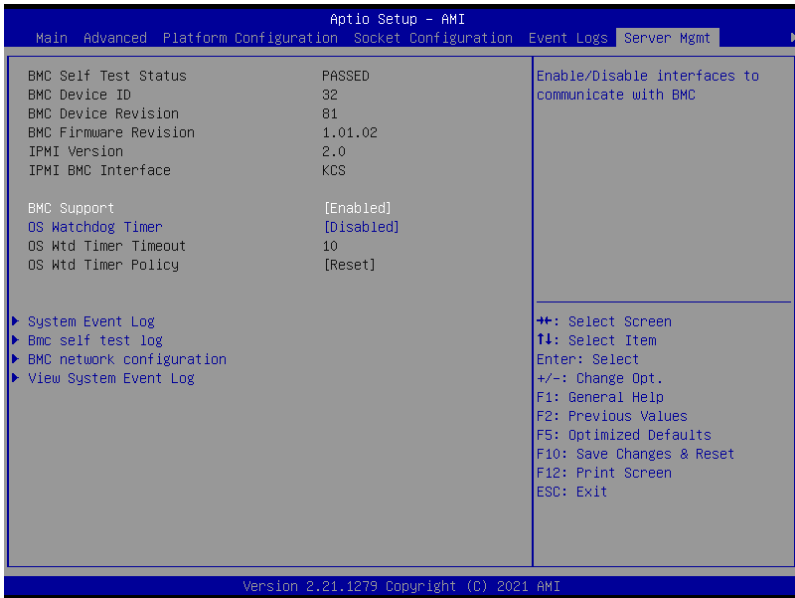 Aptio Setup – AMI
Main Advanced Platform Configuration Socket Configuration Event Logs Server Mgmt
BMC Self Test Status PASSED
BMC Device ID 32
BMC Device Revision 81
BMC Firmware Revision 1.01.02
IPMI Version 2.0
IPMI BMC Interface KCS
BMC Support [Enabled]
OS Watchdog Timer [Disabled]
OS Wtd Timer Timeout 10
OS Wtd Timer Policy [Reset]
System Event Log
Bmc self test log
BMC network configuration
View System Event Log
Enable/Disable interfaces to
communicate with BMC
→←: Select Screen
↑↓: Select Item
Enter: Select
+/-: Change Opt.
F1: General Help
F2: Previous Values
F5: Optimized Defaults
F10: Save Changes & Reset
F12: Print Screen
ESC: Exit
Version 2.21.1279 Copyright (C) 2021 AMI